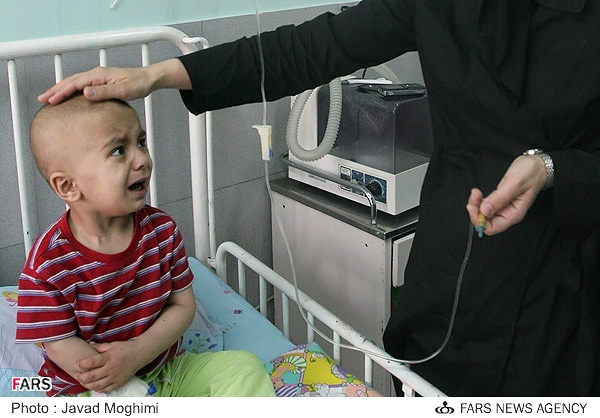 FARS
Photo : Javad Moghimi
FARS NEWS AGENCY